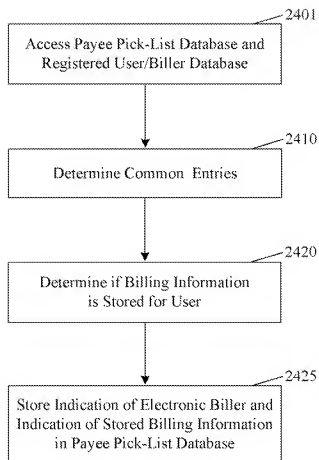 2401
Access Payee Pick-List Database and
Registered User/Biller Database
2410
Determine Common Entries
2420
Determine if Billing Information
is Stored for User
2425
Store Indication of Electronic Biller and
Indication of Stored Billing Information
in Payee Pick-List Database